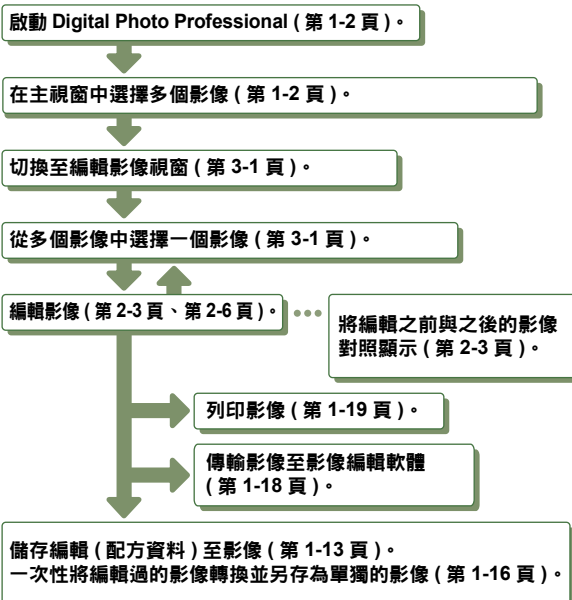 啟動 Digital Photo Professional ( 第 1-2 頁 )。
在主視窗中選擇多個影像 ( 第 1-2 頁 )。
切換至編輯影像視窗 ( 第 3-1 頁 )。
從多個影像中選擇一個影像 ( 第 3-1 頁 )。
編輯影像 ( 第 2-3 頁、第 2-6 頁 )。
將編輯之前與之後的影像
對照顯示 ( 第 2-3 頁 )。
列印影像 ( 第 1-19 頁 )。
傳輸影像至影像編輯軟體
( 第 1-18 頁 )。
儲存編輯 ( 配方資料 ) 至影像 ( 第 1-13 頁 )。
一次性將編輯過的影像轉換並另存為單獨的影像 ( 第 1-16 頁 )。